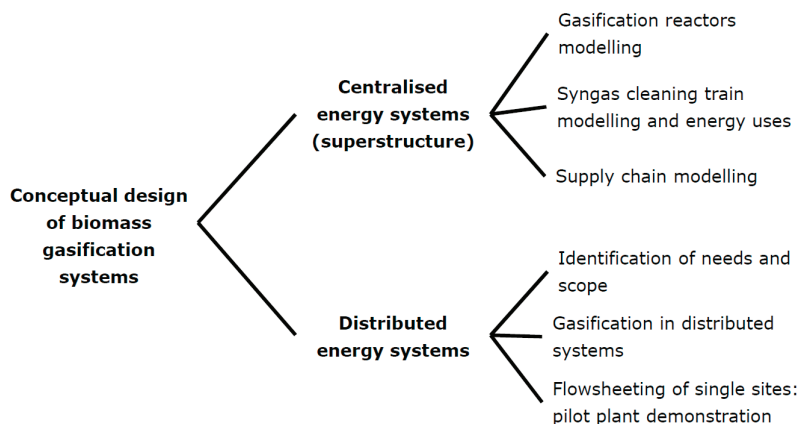 Conceptual design
of biomass
gasification
systems
Centralised
energy systems
(superstructure)
Gasification reactors
modelling
Syngas cleaning train
modelling and energy uses
Supply chain modelling
Distributed
energy systems
Identification of needs and
scope
Gasification in distributed
systems
Flowsheeting of single sites:
pilot plant demonstration